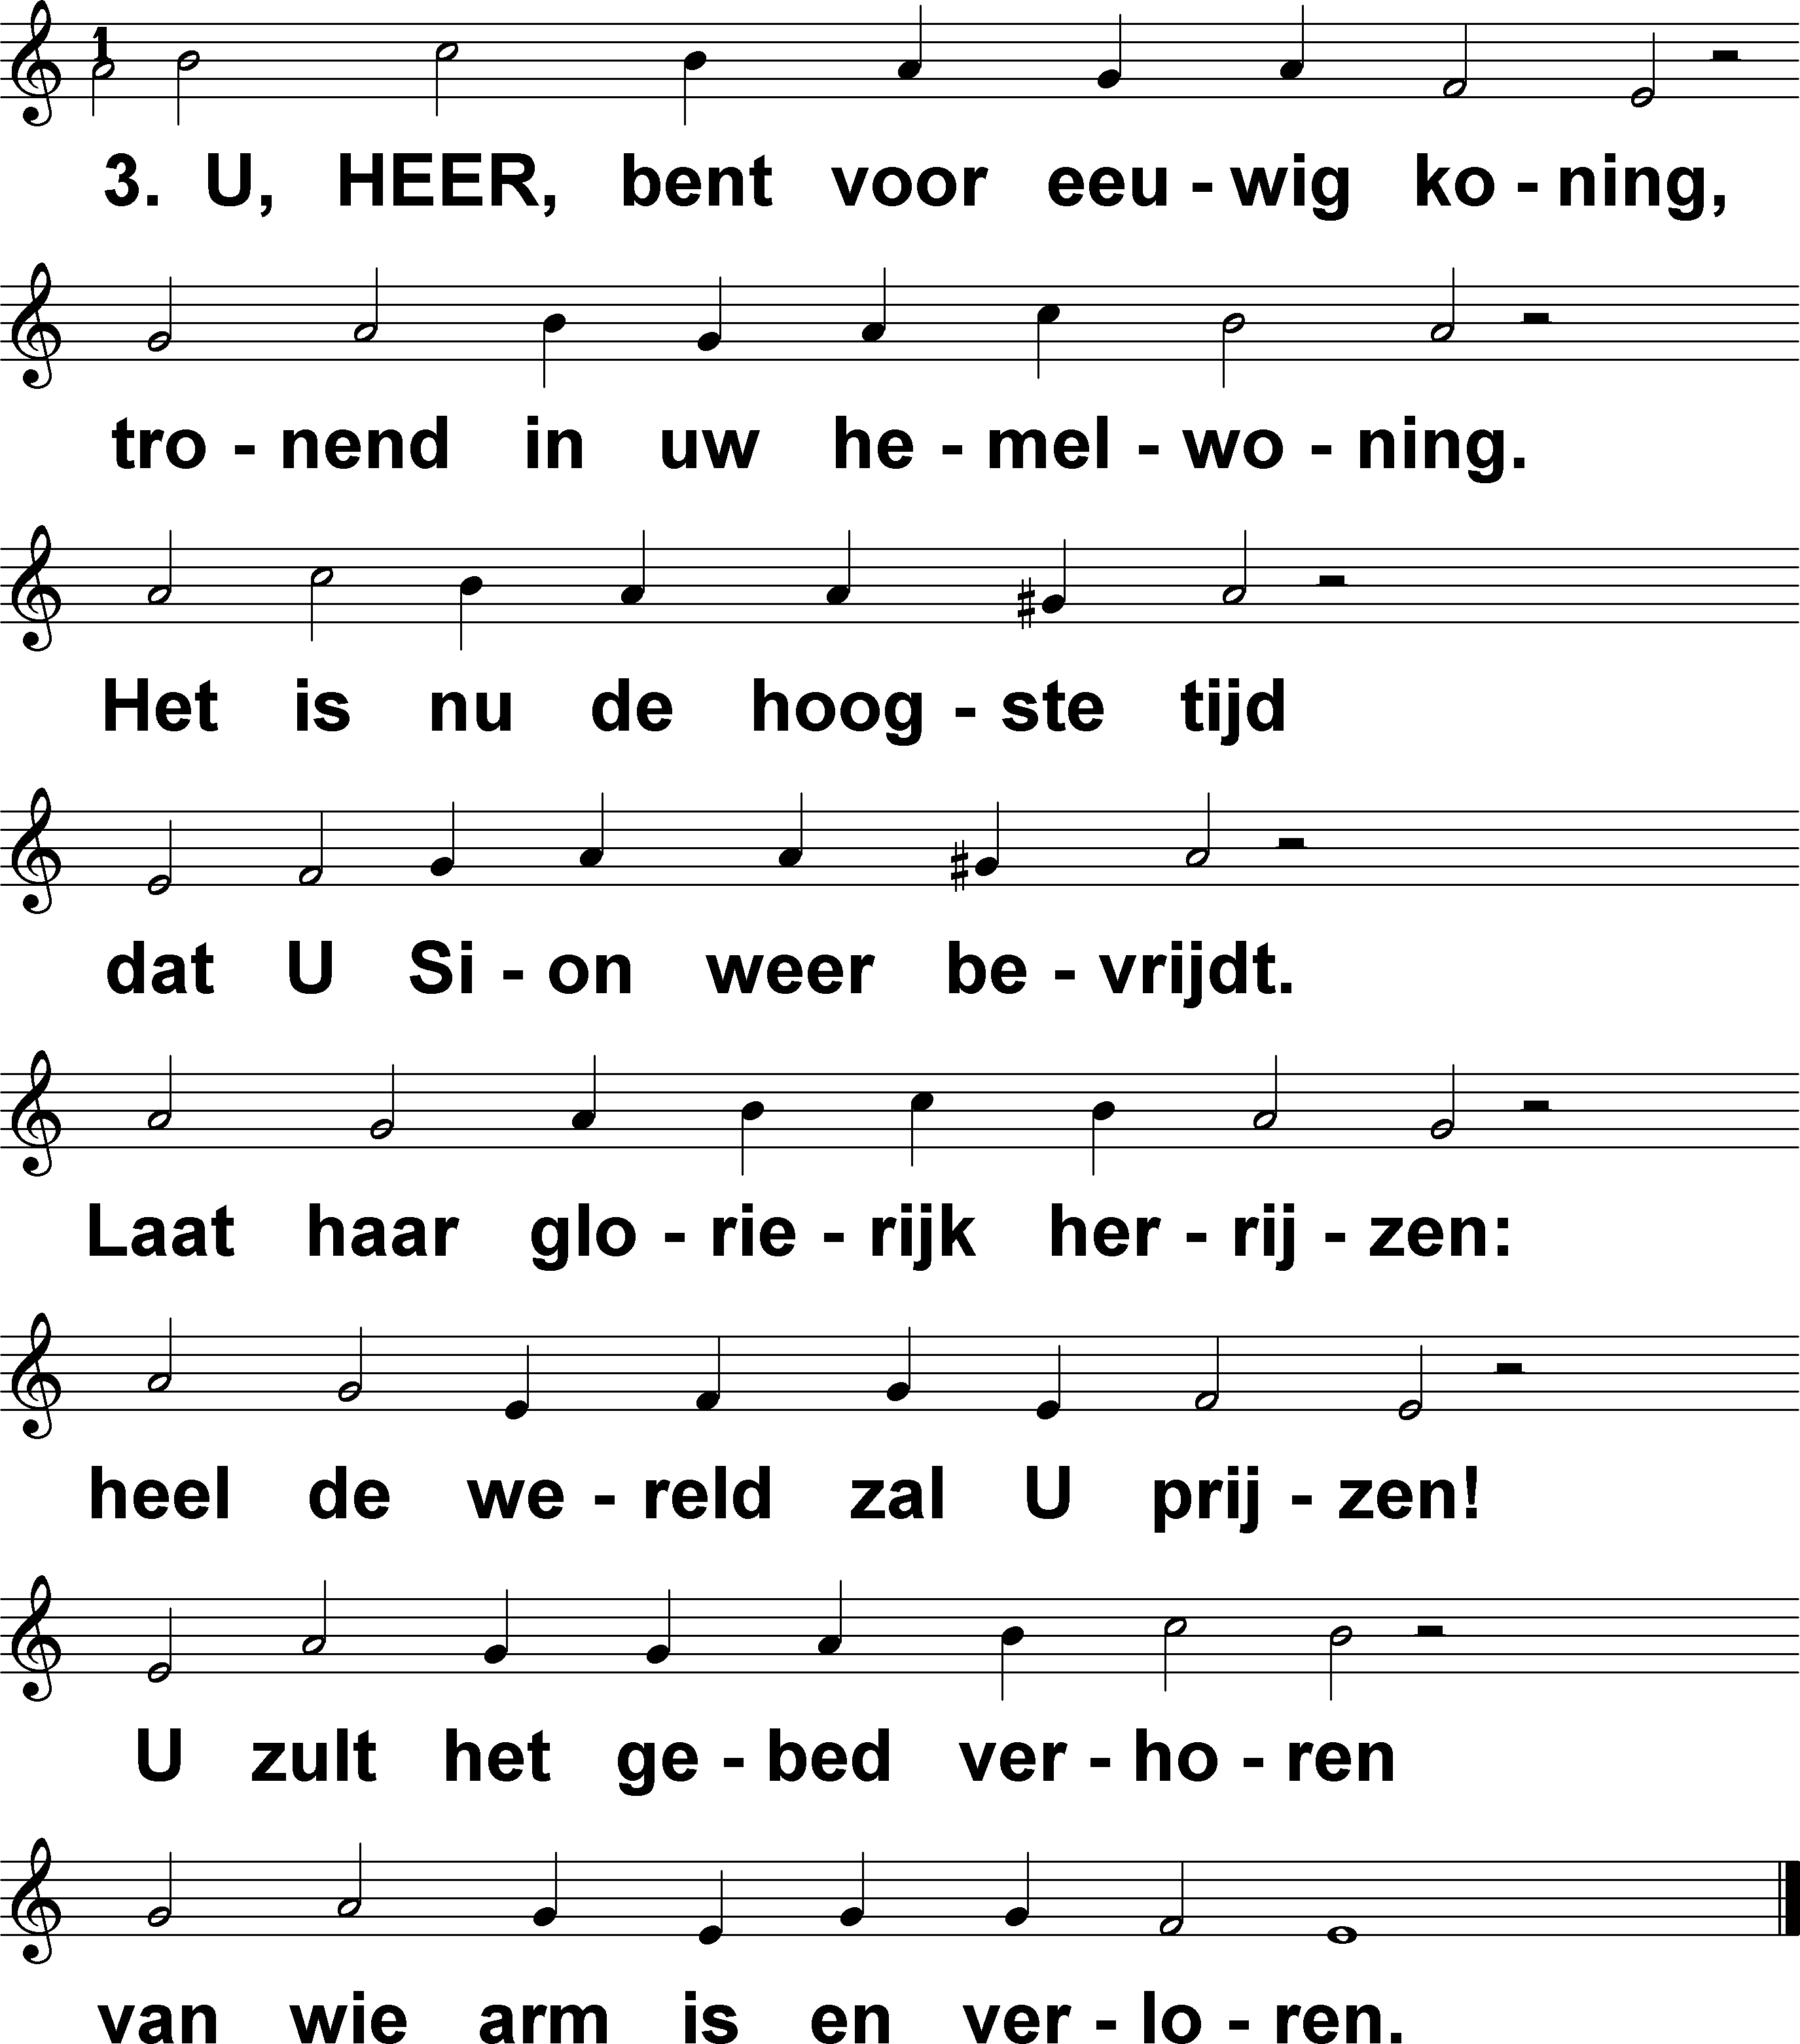 1
3. U, HEER, bent voor eeu - wig ko - ning,
tro - nend in uw he - mel - wo - ning.
Het is nu de hoog - ste tijd
dat U Si - on weer be - vrijdt.
Laat haar glo - rie - rijk her - rij - zen:
heel de we - reld zal U prij - zen!
U zult het ge - bed ver - ho - ren
van wie arm is en ver - lo - ren.